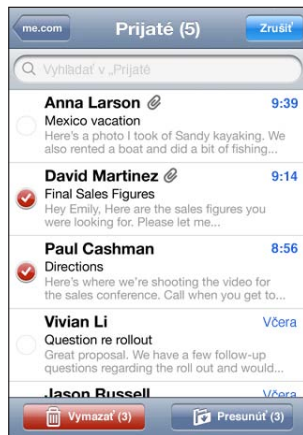 me.com
Prijaté (5)
Zrušiť
Vyhľadať v „Prijaté
Anna Larson
9:39
Mexico vacation
Here's a photo I took of Sandy kayaking. We
also rented a boat and did a bit of fishing...
David Martinez
9:14
Final Sales Figures
Hey Emily, Here are the sales figures you
were looking for. Please let me...
Paul Cashman
8:56
Directions
Here's where we're shooting the video for
the sales conference. Call when you get to...
Vivian Li
Včera
Question re rollout
Great proposal. We have a few follow-up
questions regarding the roll out and would...
Jason Russell
Včera
Vymazať (3)
Presunúť (3)